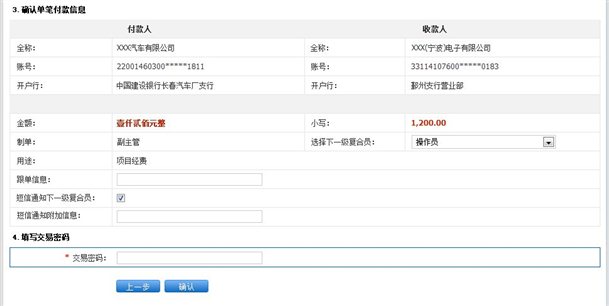 3. 确认单笔付款信息
付款人 收款人
全称: XXX汽车有限公司 全称: XXX(宁波)电子有限公司
账号: 22001460300*****1811 账号: 33114107600*****0183
开户行: 中国建设银行长春汽车厂支行 开户行: 鄞州支行营业部
金额: 壹仟贰佰元整 小写: 1,200.00
制单: 副主管 选择下一级复合员: 操作员
用途: 项目经费
跟单信息:
短信通知下一级复合员:
短信通知附加信息:
4. 填写交易密码
* 交易密码:
上一步 确认